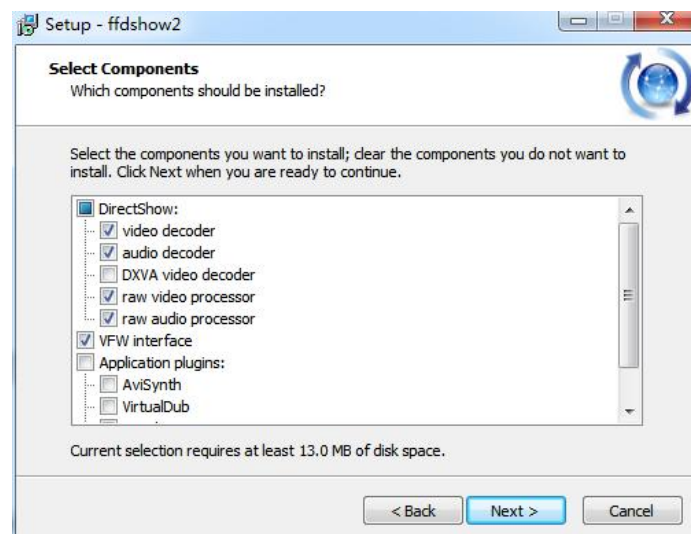 Setup - ffdshow2
Select Components
Which components should be installed?
Select the components you want to install; clear the components you do not want to
install. Click Next when you are ready to continue.
DirectShow:
video decoder
audio decoder
DXVA video decoder
raw video processor
raw audio processor
VFW interface
Application plugins:
AviSynth
VirtualDub
Current selection requires at least 13.0 MB of disk space.
< Back
Next >
Cancel